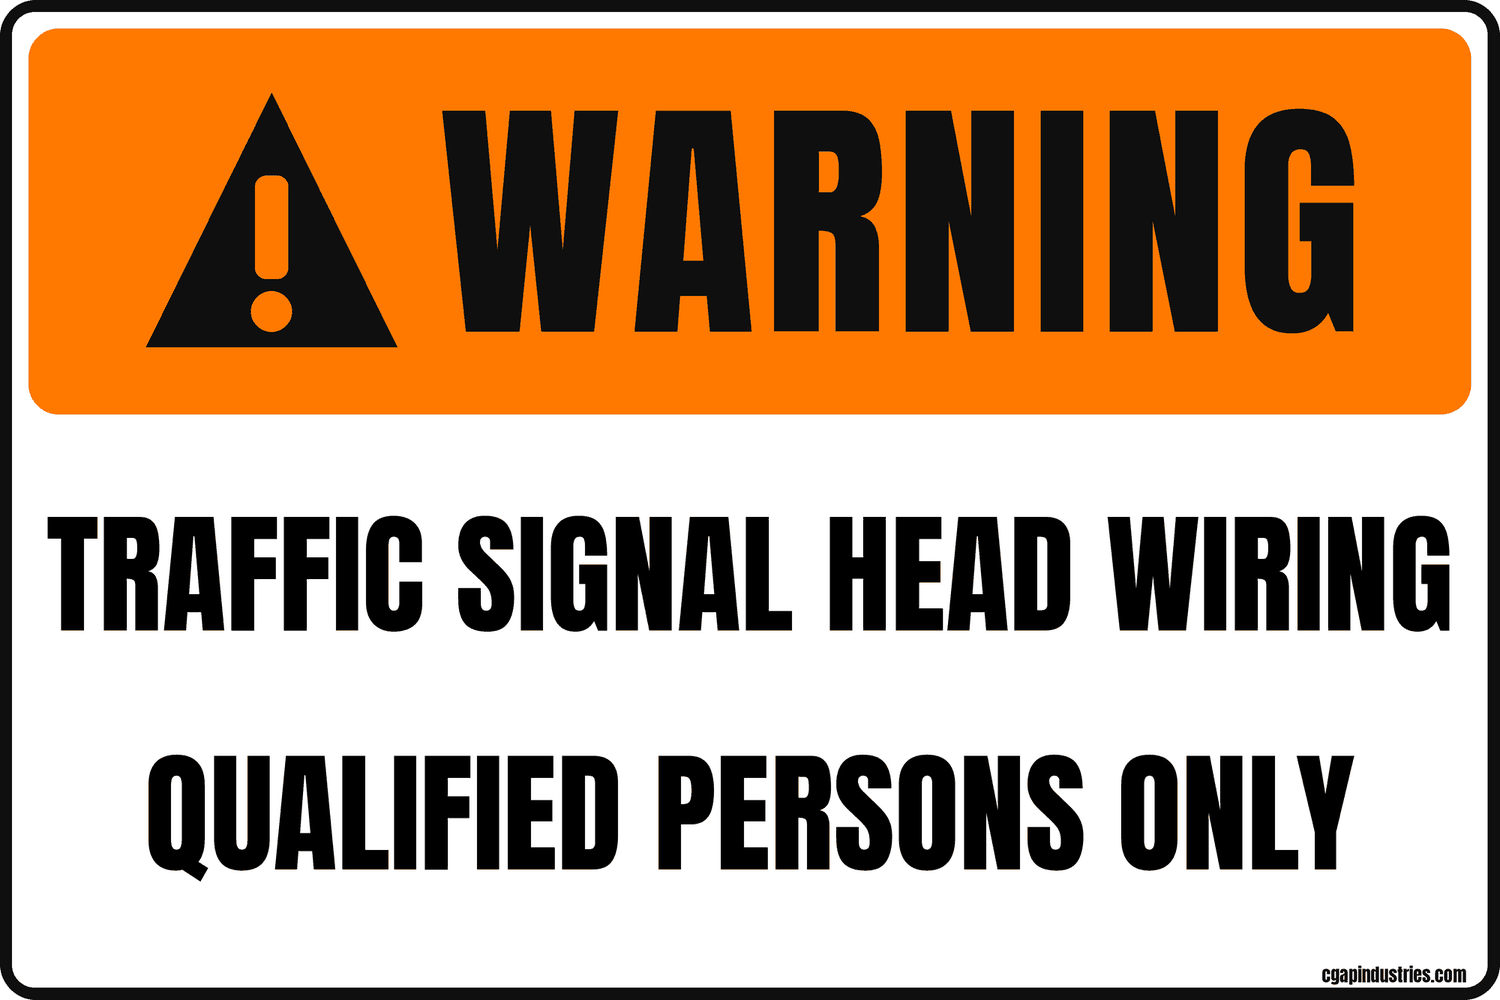 WARNING
TRAFFIC SIGNAL HEAD WIRING
QUALIFIED PERSONS ONLY
cgapindustries.com